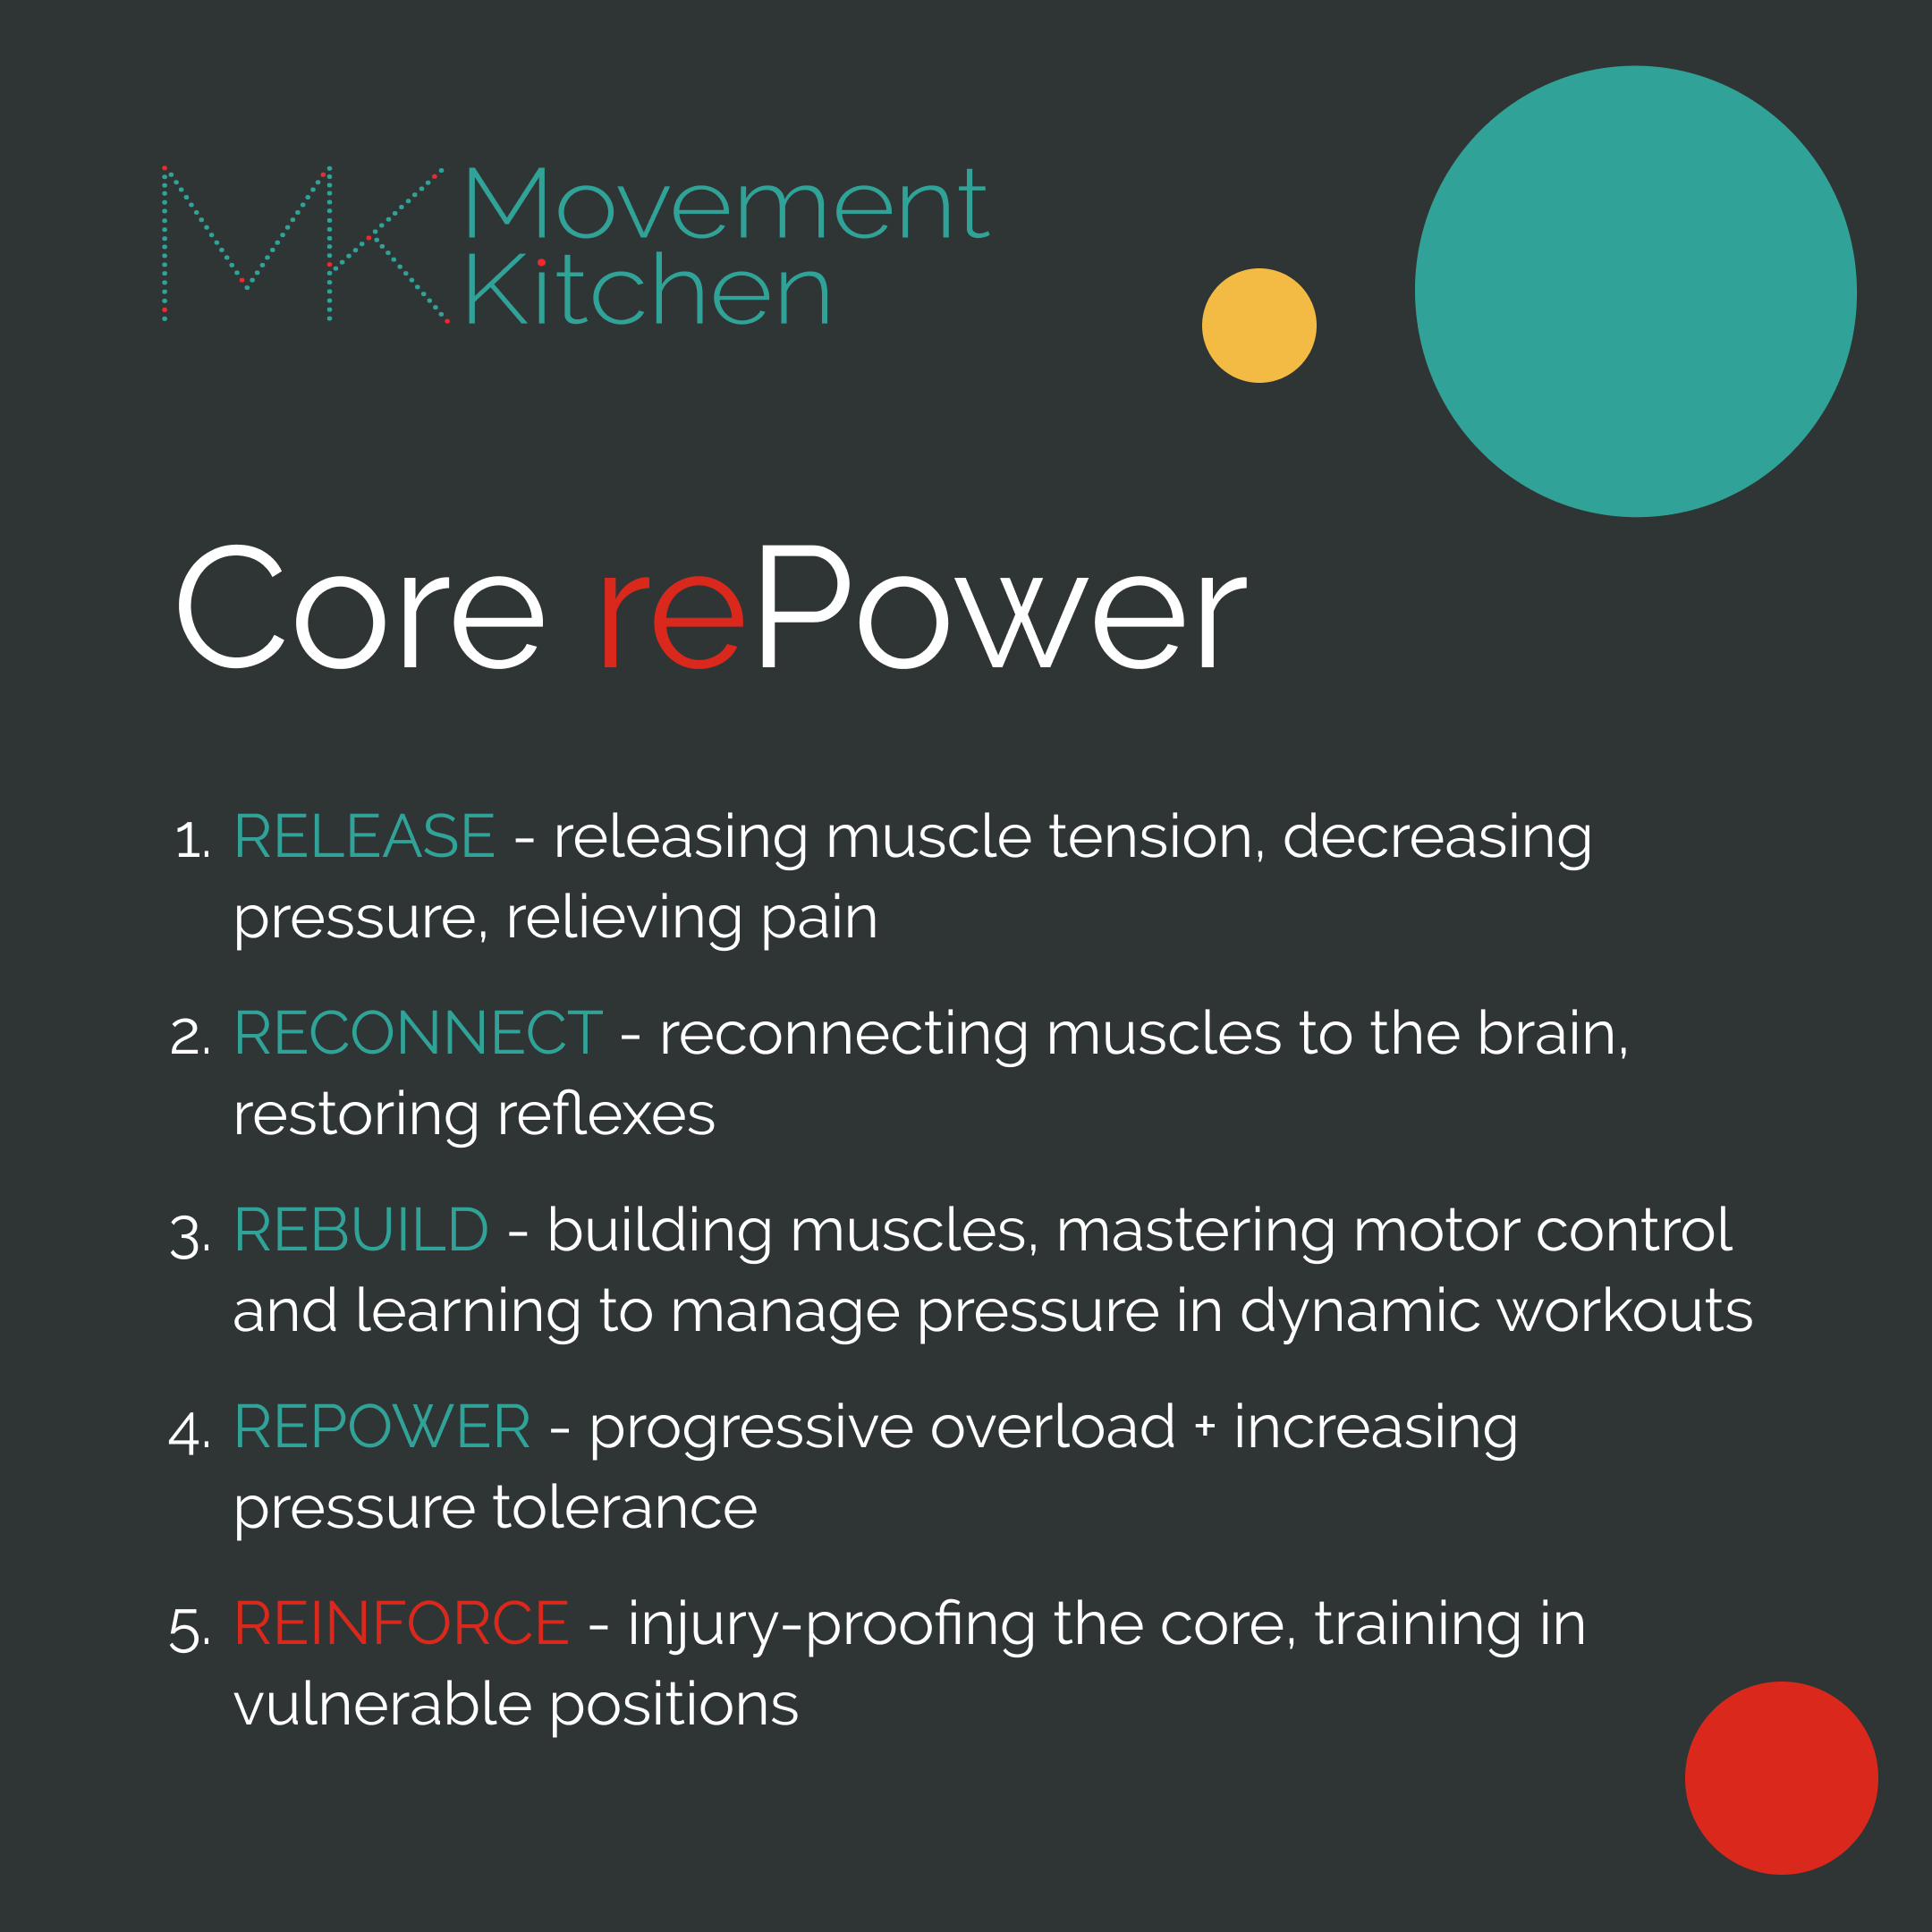 MK Movement
Kitchen
Core rePower
1. RELEASE - releasing muscle tension, decreasing
pressure, relieving pain
2. RECONNECT - reconnecting muscles to the brain,
restoring reflexes
3. REBUILD - building muscles, mastering motor control
and learning to manage pressure in dynamic workouts
4. REPOWER - progressive overload + increasing
pressure tolerance
5. REINFORCE - injury-proofing the core, training in
vulnerable positions